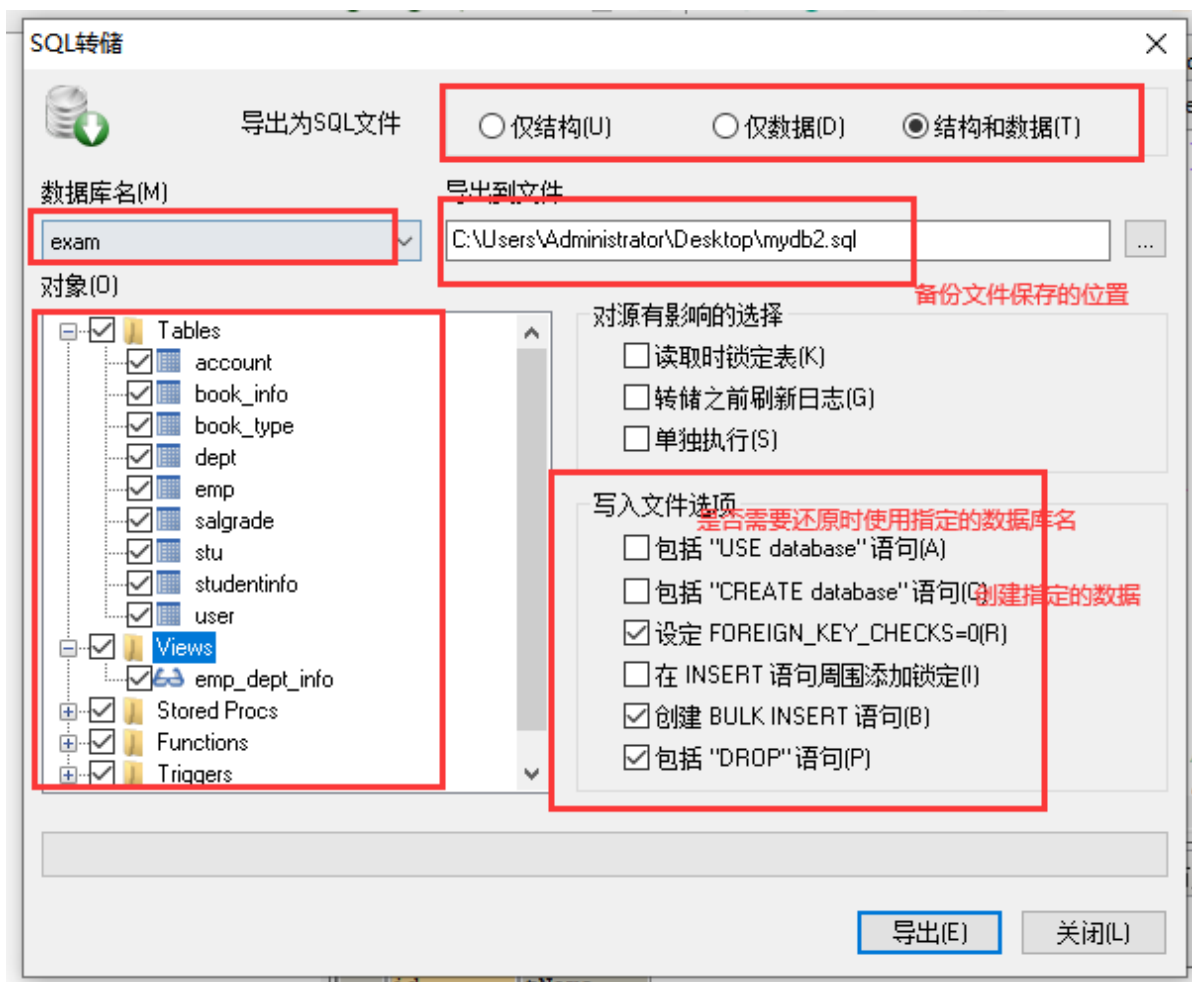 SQL转储
导出为SQL文件
仅结构(U)
仅数据(D)
结构和数据(T)
数据库名(M)
导出到文件
exam
C:\Users\Administrator\Desktop\mydb2.sql
...
备份文件保存的位置
对象(O)
Tables
account
book_info
book_type
dept
emp
salgrade
stu
studentinfo
user
Views
emp_dept_info
Stored Procs
Functions
Triggers
对源有影响的选择
读取时锁定表(K)
转储之前刷新日志(G)
单独执行(S)
写入文件选项
是否需要还原时使用指定的数据库名
包括 "USE database" 语句(A)
包括 "CREATE database" 语句(C)
创建指定的数据
设定 FOREIGN_KEY_CHECKS=0(R)
在 INSERT 语句周围添加锁定(I)
创建 BULK INSERT 语句(B)
包括 "DROP" 语句(P)
导出(E)
关闭(L)